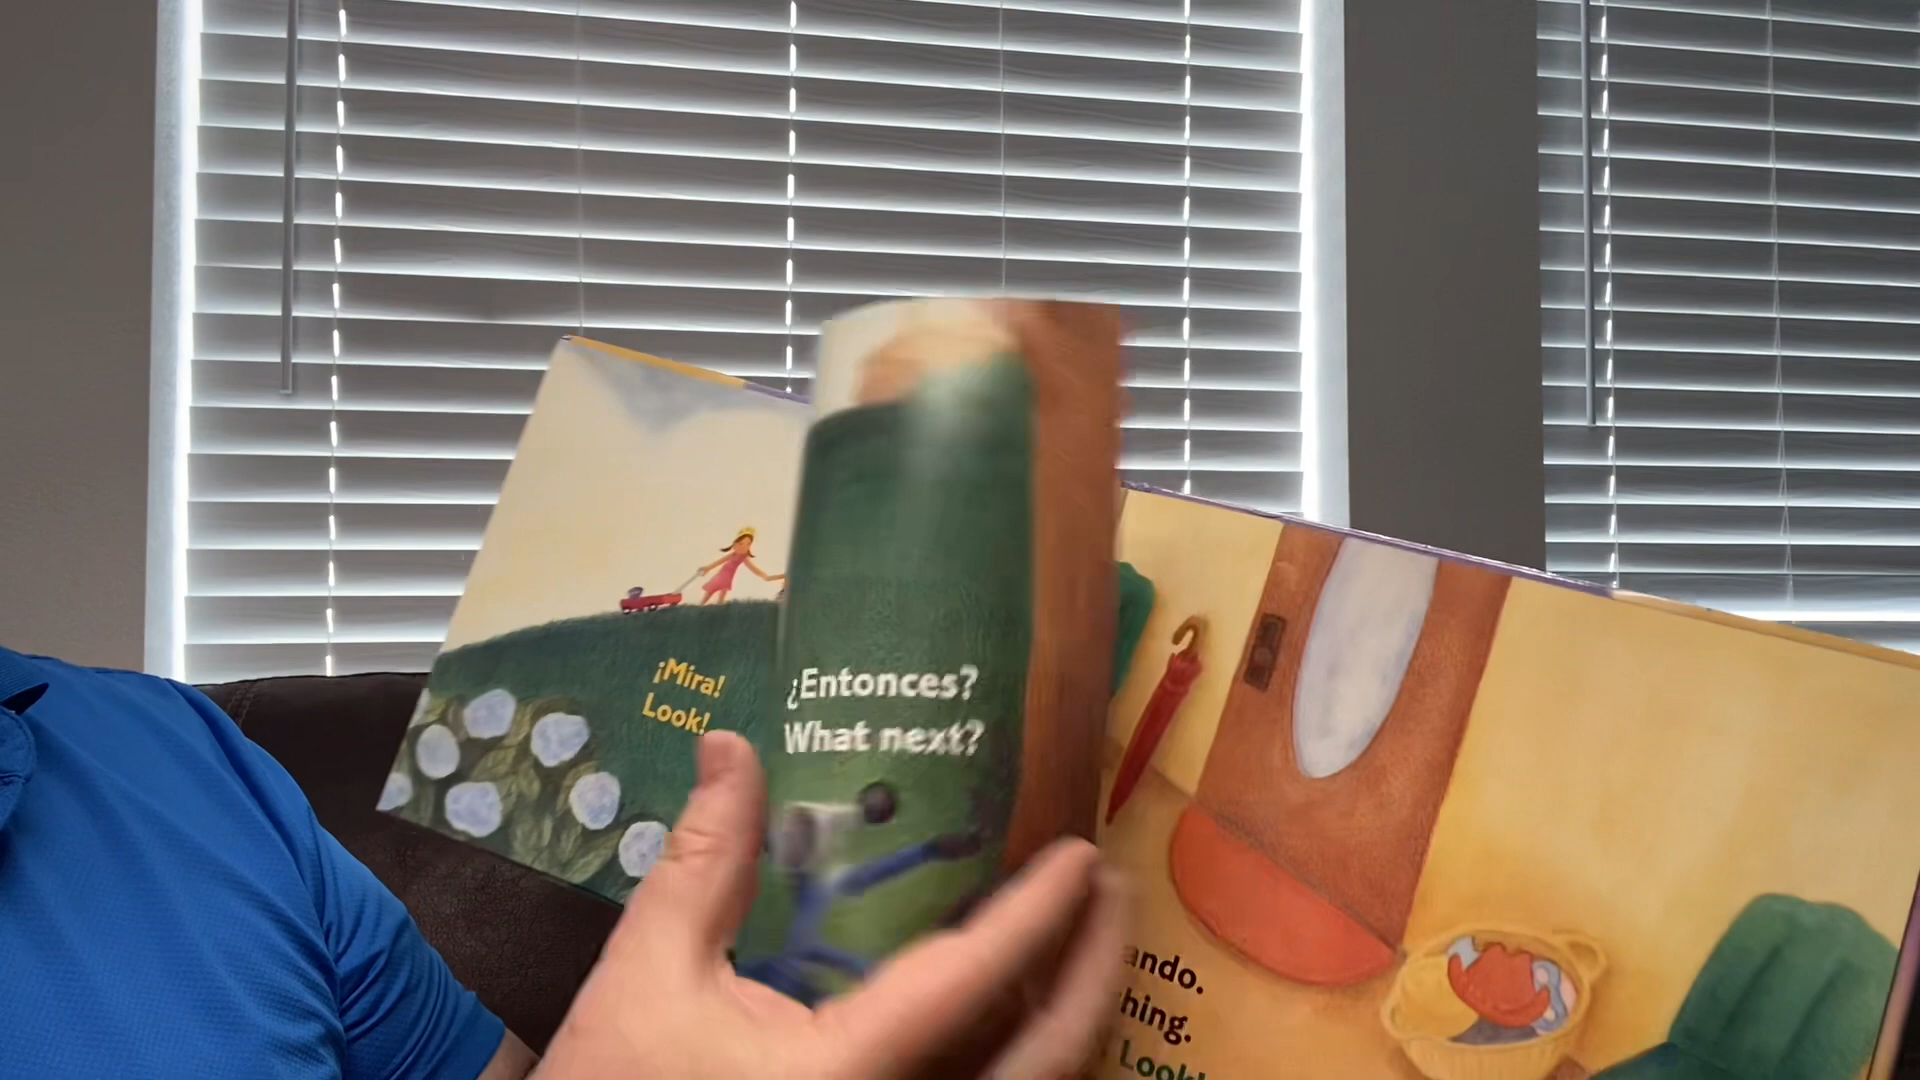 ¡Mira!
Look!
¿Entonces?
What next?
ando.
hing.
Look!